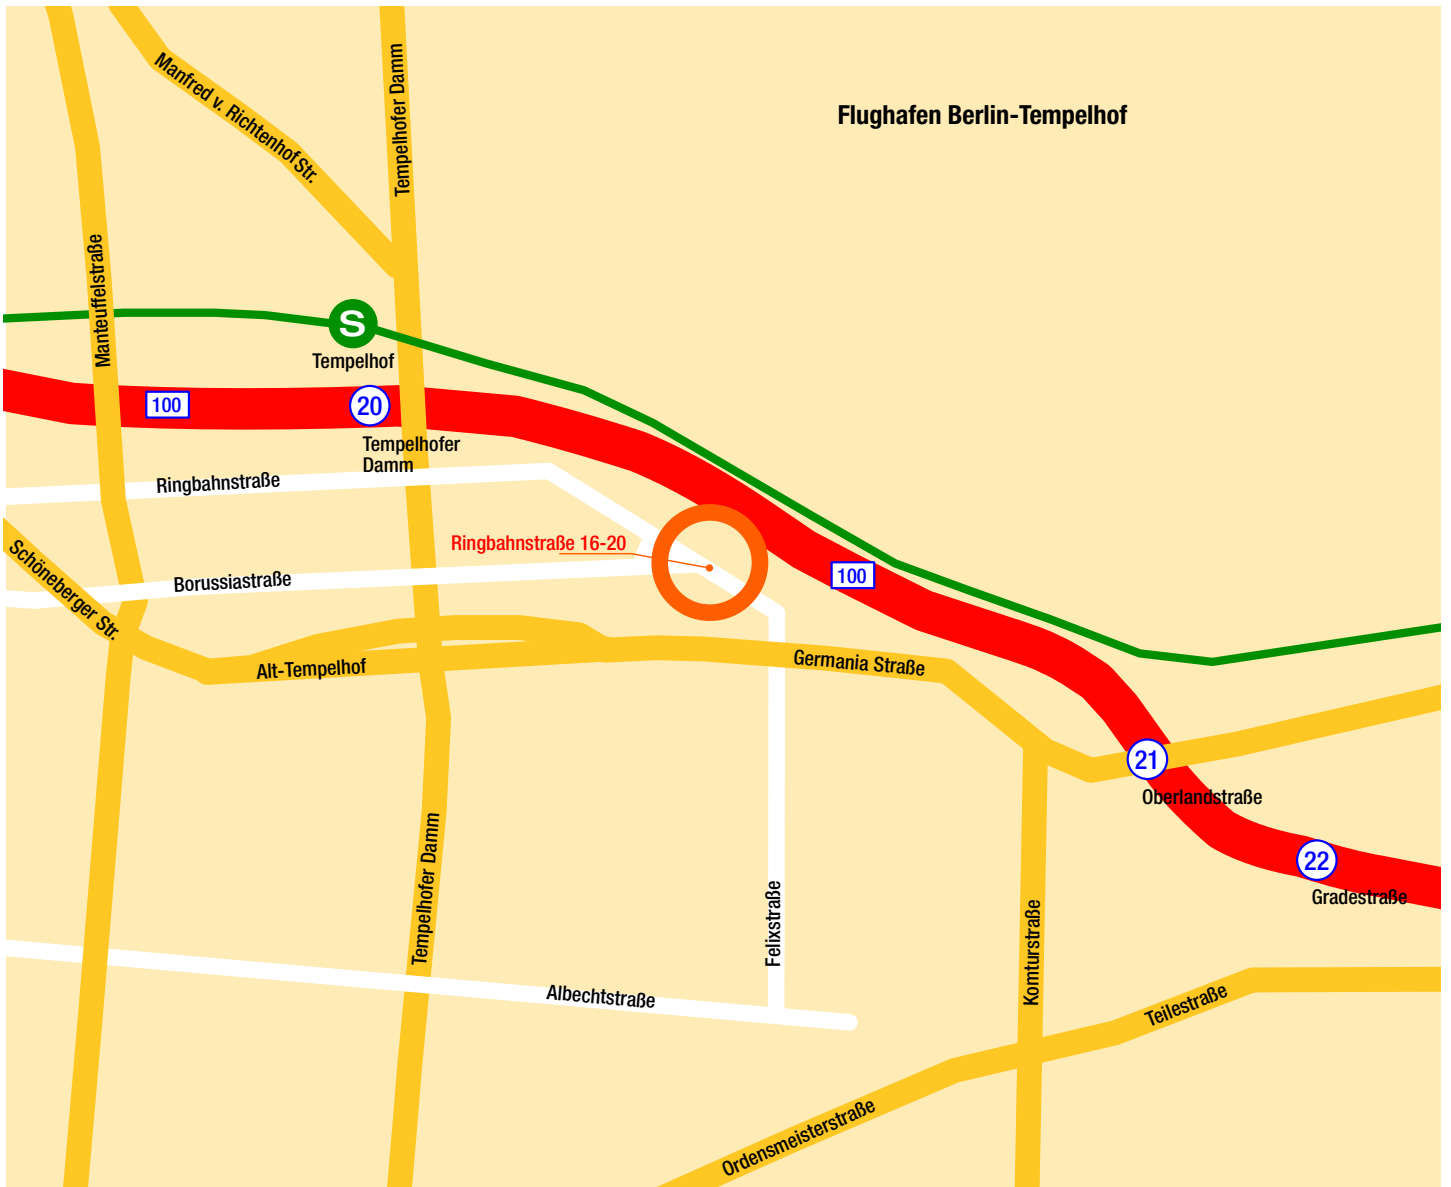 Manfred v. Richtenhof Str.
Tempelhofer Damm
Flughafen Berlin-Tempelhof
Manteuffelstraße
S
Tempelhof
100
20
Tempelhofer
Damm
Ringbahnstraße
Ringbahnstraße 16-20
Schöneberger Str.
Borussiastraße
100
Alt-Tempelhof
Germania Straße
21
Oberlandstraße
22
Gradestraße
Tempelhofer Damm
Felixstraße
Komturstraße
Albechtstraße
Teilestraße
Ordensmeisterstraße